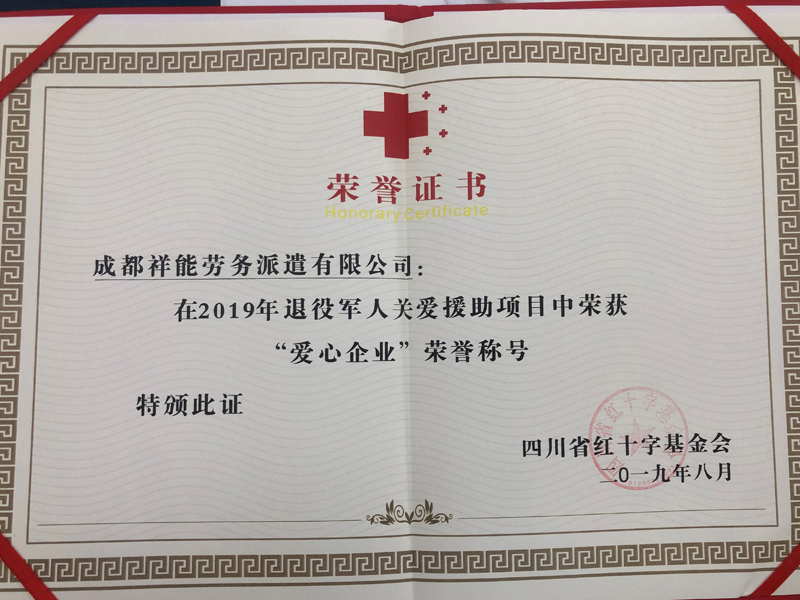 荣誉证书
Honorary Certificate
成都祥能劳务派遣有限公司：
在2019年退役军人关爱援助项目中荣获
“爱心企业”荣誉称号
特颁此证
四川省红十字基金会
二0一九年八月